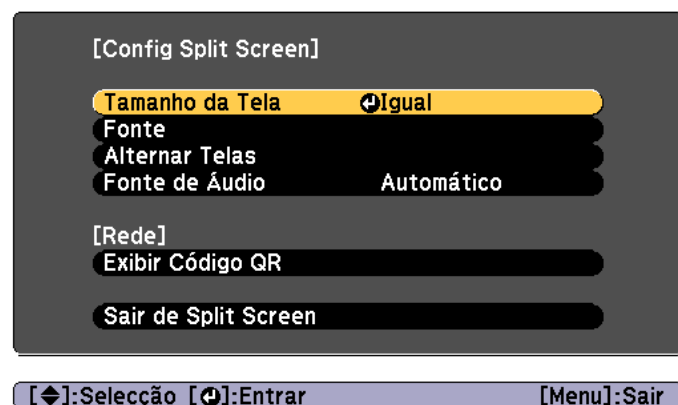 [Config Split Screen]
Tamanho da Tela Igual
Fonte
Alternar Telas
Fonte de Áudio Automático
[Rede]
Exibir Código QR
Sair de Split Screen
[◆]:Selecção [↵]:Entrar [Menu]:Sair